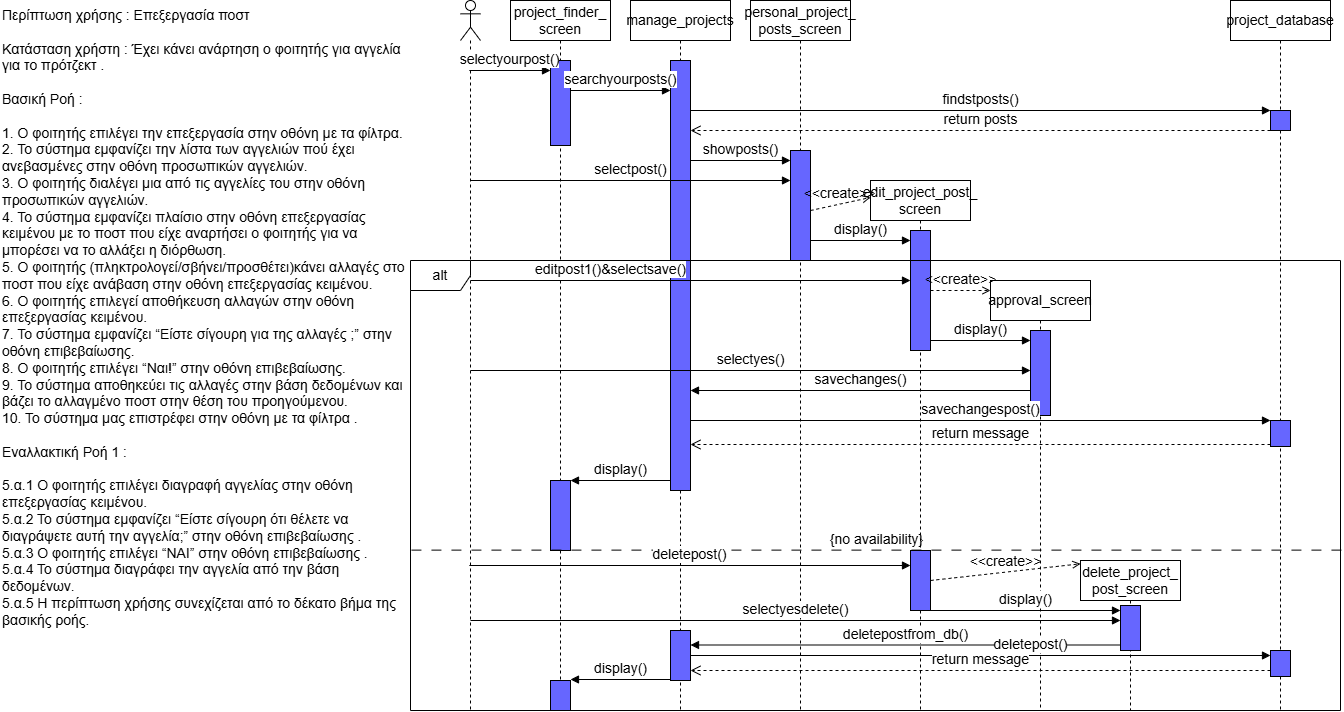 Περίπτωση χρήσης : Επεξεργασία ποστ
Κατάσταση χρήστη : Έχει κάνει ανάρτηση ο φοιτητής για αγγελία
για το πρότζεκτ .
Βασική Ροή :
1. Ο φοιτητής επιλέγει την επεξεργασία στην οθόνη με τα φίλτρα.
2. Το σύστημα εμφανίζει την λίστα των αγγελιών πού έχει
ανεβασμένες στην οθόνη προσωπικών αγγελιών.
3. Ο φοιτητής διαλέγει μια από τις αγγελίες του στην οθόνη
προσωπικών αγγελιών.
4. Το σύστημα εμφανίζει πλαίσιο στην οθόνη επεξεργασίας
κειμένου με το ποστ που είχε αναρτήσει ο φοιτητής για να
μπορέσει να το αλλάξει η διόρθωση.
5. Ο φοιτητής (πληκτρολογεί/σβήνει/προσθέτει)κάνει αλλαγές στο
ποστ που είχε ανάβαση στην οθόνη επεξεργασίας κειμένου.
6. Ο φοιτητής επιλεγεί αποθήκευση αλλαγών στην οθόνη
επεξεργασίας κειμένου.
7. Το σύστημα εμφανίζει “Είστε σίγουρη για της αλλαγές ;” στην
οθόνη επιβεβαίωσης.
8. Ο φοιτητής επιλέγει “Ναι!” στην οθόνη επιβεβαίωσης.
9. Το σύστημα αποθηκεύει τις αλλαγές στην βάση δεδομένων και
βάζει το αλλαγμένο ποστ στην θέση του προηγούμενου.
10. Το σύστημα μας επιστρέφει στην οθόνη με τα φίλτρα .
Εναλλακτική Ροή 1 :
5.α.1 Ο φοιτητής επιλέγει διαγραφή αγγελίας στην οθόνη
επεξεργασίας κειμένου.
5.α.2 Το σύστημα εμφανίζει “Είστε σίγουρη ότι θέλετε να
διαγράψετε αυτή την αγγελία;” στην οθόνη επιβεβαίωσης .
5.α.3 Ο φοιτητής επιλέγει “ΝΑΙ” στην οθόνη επιβεβαίωσης .
5.α.4 Το σύστημα διαγράφει την αγγελία από την βάση
δεδομένων.
5.α.5 Η περίπτωση χρήσης συνεχίζεται από το δέκατο βήμα της
βασικής ροής.
project_finder_
screen
manage_projects
personal_project_
posts_screen
project_database
selectyourpost()
searchyourposts()
findstposts()
return posts
showposts()
selectpost()
<<create>>
edit_project_post_
screen
display()
alt
editpost1()&selectsave()
<<create>>
approval_screen
display()
selectyes()
savechanges()
savechangespost()
return message
display()
{no availability}
deletepost()
<<create>>
delete_project_
post_screen
display()
selectyesdelete()
deletepostfrom_db()
deletepost()
return message
display()